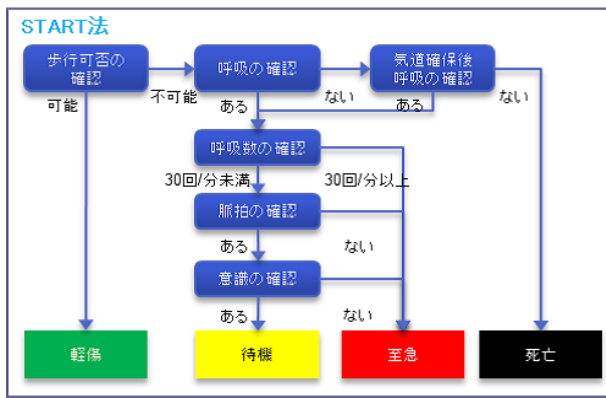 START法
歩行可否の
確認
呼吸の確認
気道確保後
呼吸の確認
可能
不可能
ある
ない
ある
ない
呼吸数の確認
30回/分未満
30回/分以上
脈拍の確認
ある
ない
意識の確認
ある
ない
軽傷
待機
至急
死亡